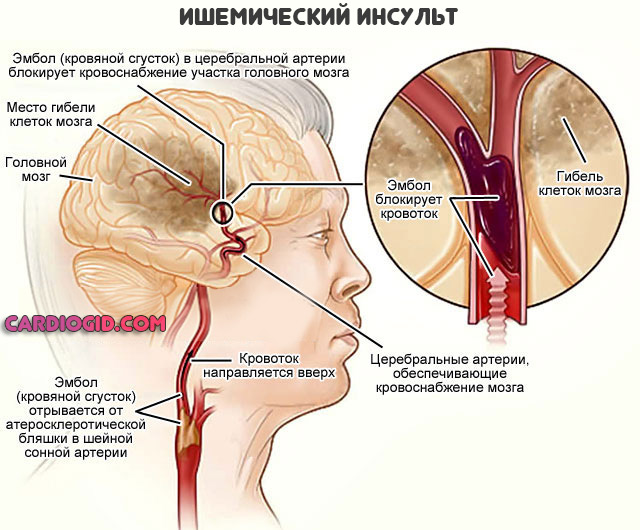 ИШЕМИЧЕСКИЙ ИНСУЛЬТ
Эмбол (кровяной сгусток) в церебральной артерии
блокирует кровоснабжение участка головного мозга
Место гибели
клеток мозга
Головной
мозг
Эмбол
блокирует
кровоток
Гибель
клеток мозга
CARDIOGID.COM
Кровоток
направляется вверх
Церебральные артерии,
обеспечивающие
кровоснабжение мозга
Эмбол
(кровяной сгусток)
отрывается от
атеросклеротической
бляшки в шейной
сонной артерии